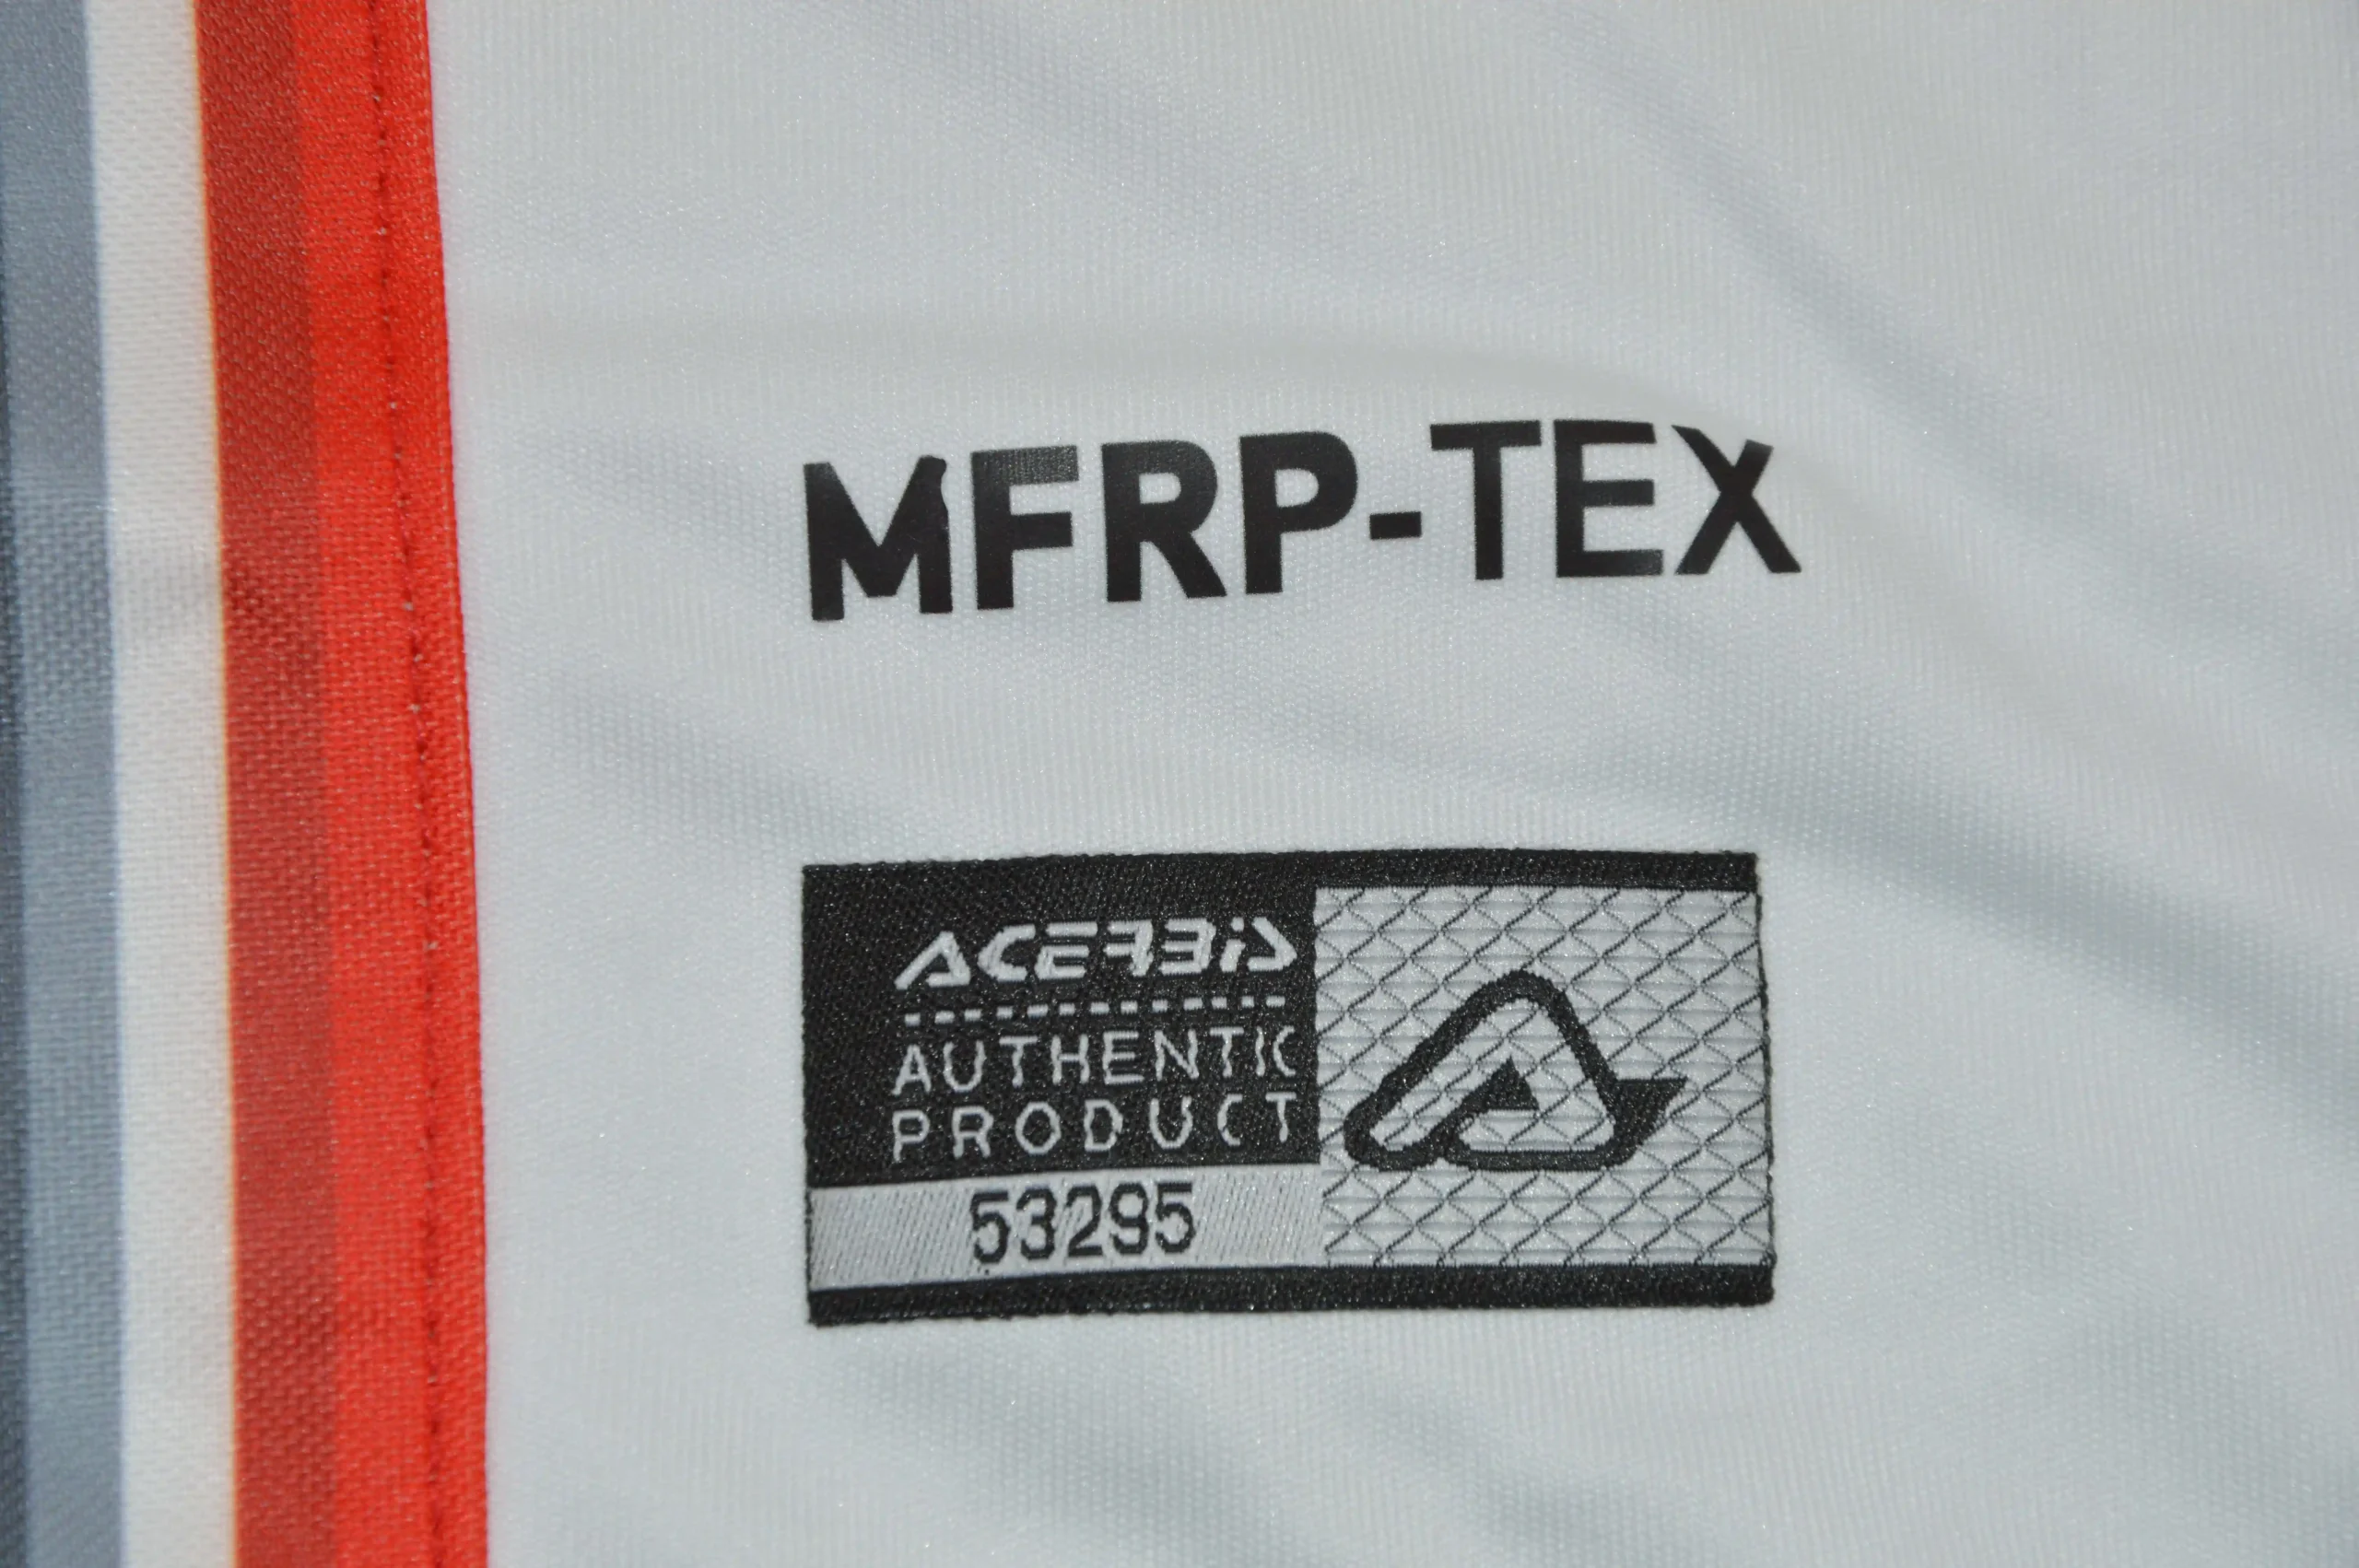 MFRP-TEX
ACERBIS
AUTHENTIC
PRODUCT
53295